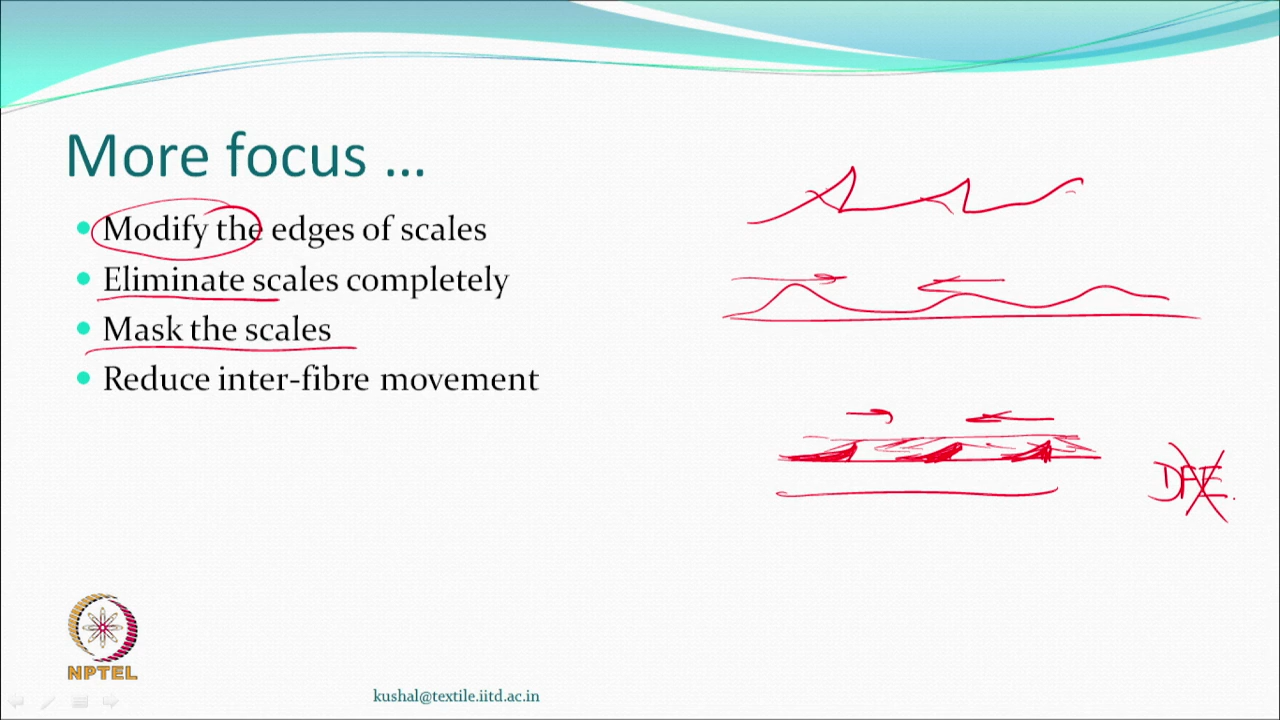 More focus ...
Modify the edges of scales
Eliminate scales completely
Mask the scales
Reduce inter-fibre movement
DFE
NPTEL
kushal@textile.iitd.ac.in